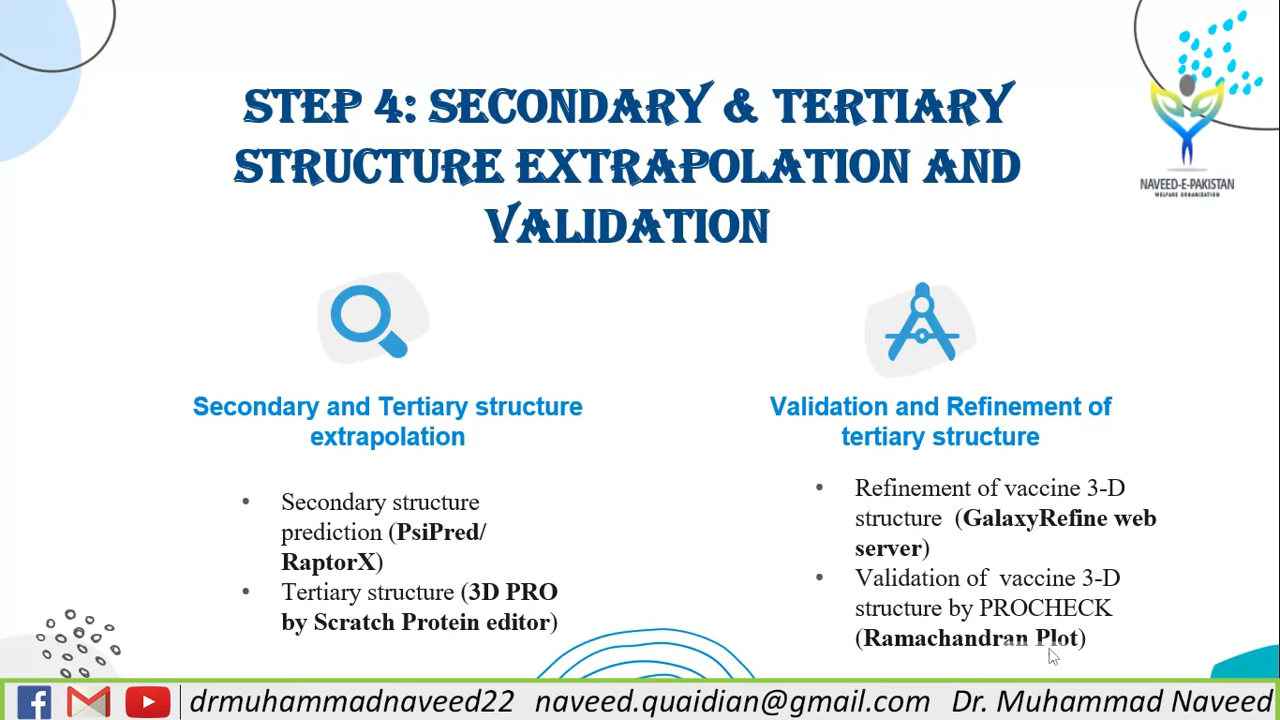 STEP 4: SECONDARY & TERTIARY
STRUCTURE EXTRAPOLATION AND
VALIDATION
NAVEED-E-PAKISTAN
WELFARE ORGANIZATION
Secondary and Tertiary structure
extrapolation
• Secondary structure
prediction (PsiPred/
RaptorX)
• Tertiary structure (3D PRO
by Scratch Protein editor)
Validation and Refinement of
tertiary structure
• Refinement of vaccine 3-D
structure (GalaxyRefine web
server)
• Validation of vaccine 3-D
structure by PROCHECK
(Ramachandran Plot)
drmuhammadnaveed22 naveed.quaidian@gmail.com Dr. Muhammad Naveed